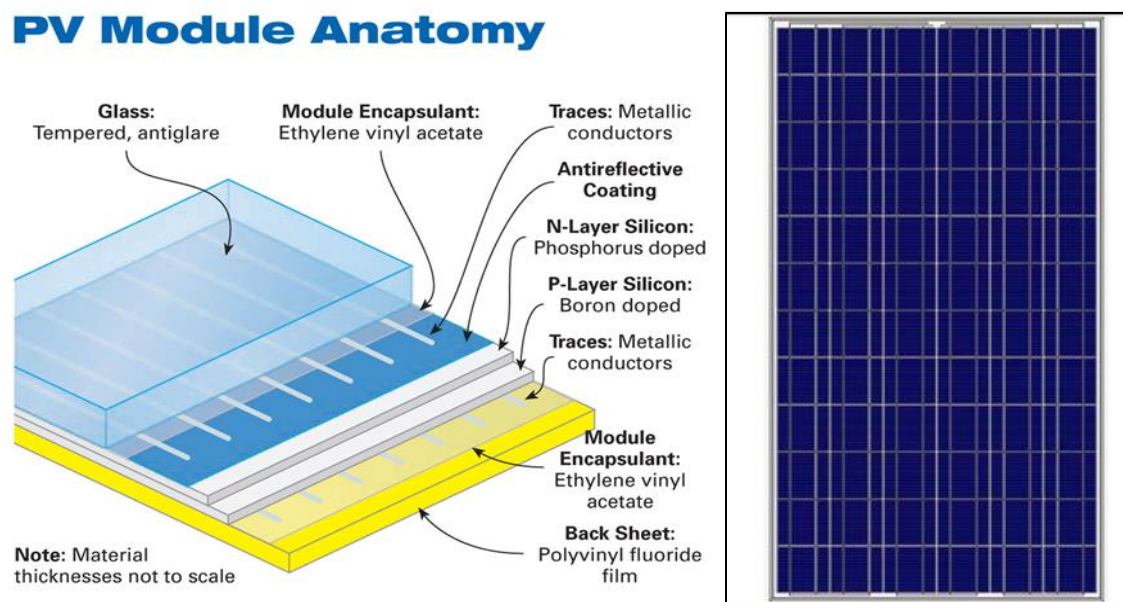 PV Module Anatomy
Glass:
Tempered, antiglare
Module Encapsulant:
Ethylene vinyl acetate
Traces: Metallic
conductors
Antireflective
Coating
N-Layer Silicon:
Phosphorus doped
P-Layer Silicon:
Boron doped
Traces: Metallic
conductors
Module
Encapsulant:
Ethylene vinyl
acetate
Back Sheet:
Polyvinyl fluoride
film
Note: Material
thicknesses not to scale